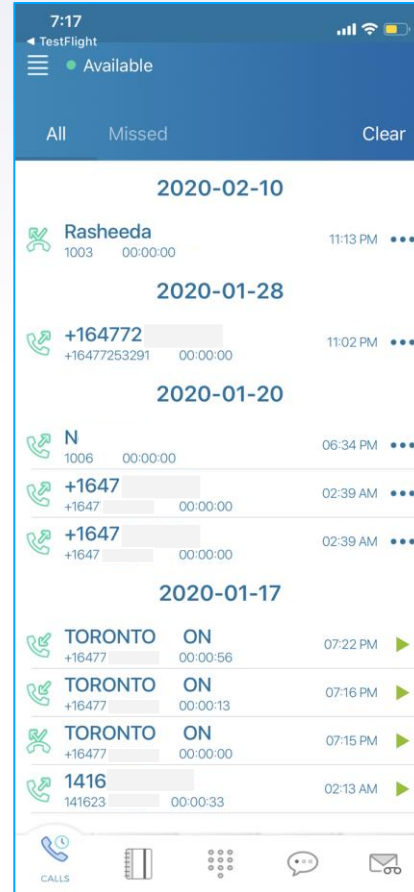 7:17
◀ TestFlight
Available
All Missed Clear
2020-02-10
Rasheeda
1003 00:00:00 11:13 PM
2020-01-28
+164772
+16477253291 00:00:00 11:02 PM
2020-01-20
N
1006 00:00:00 06:34 PM
+1647
+1647 00:00:00 02:39 AM
+1647
+1647 00:00:00 02:39 AM
2020-01-17
TORONTO ON
+16477 00:00:56 07:22 PM
TORONTO ON
+16477 00:00:13 07:16 PM
TORONTO ON
+16477 00:00:00 07:15 PM
1416
141623 00:00:33 02:13 AM
CALLS